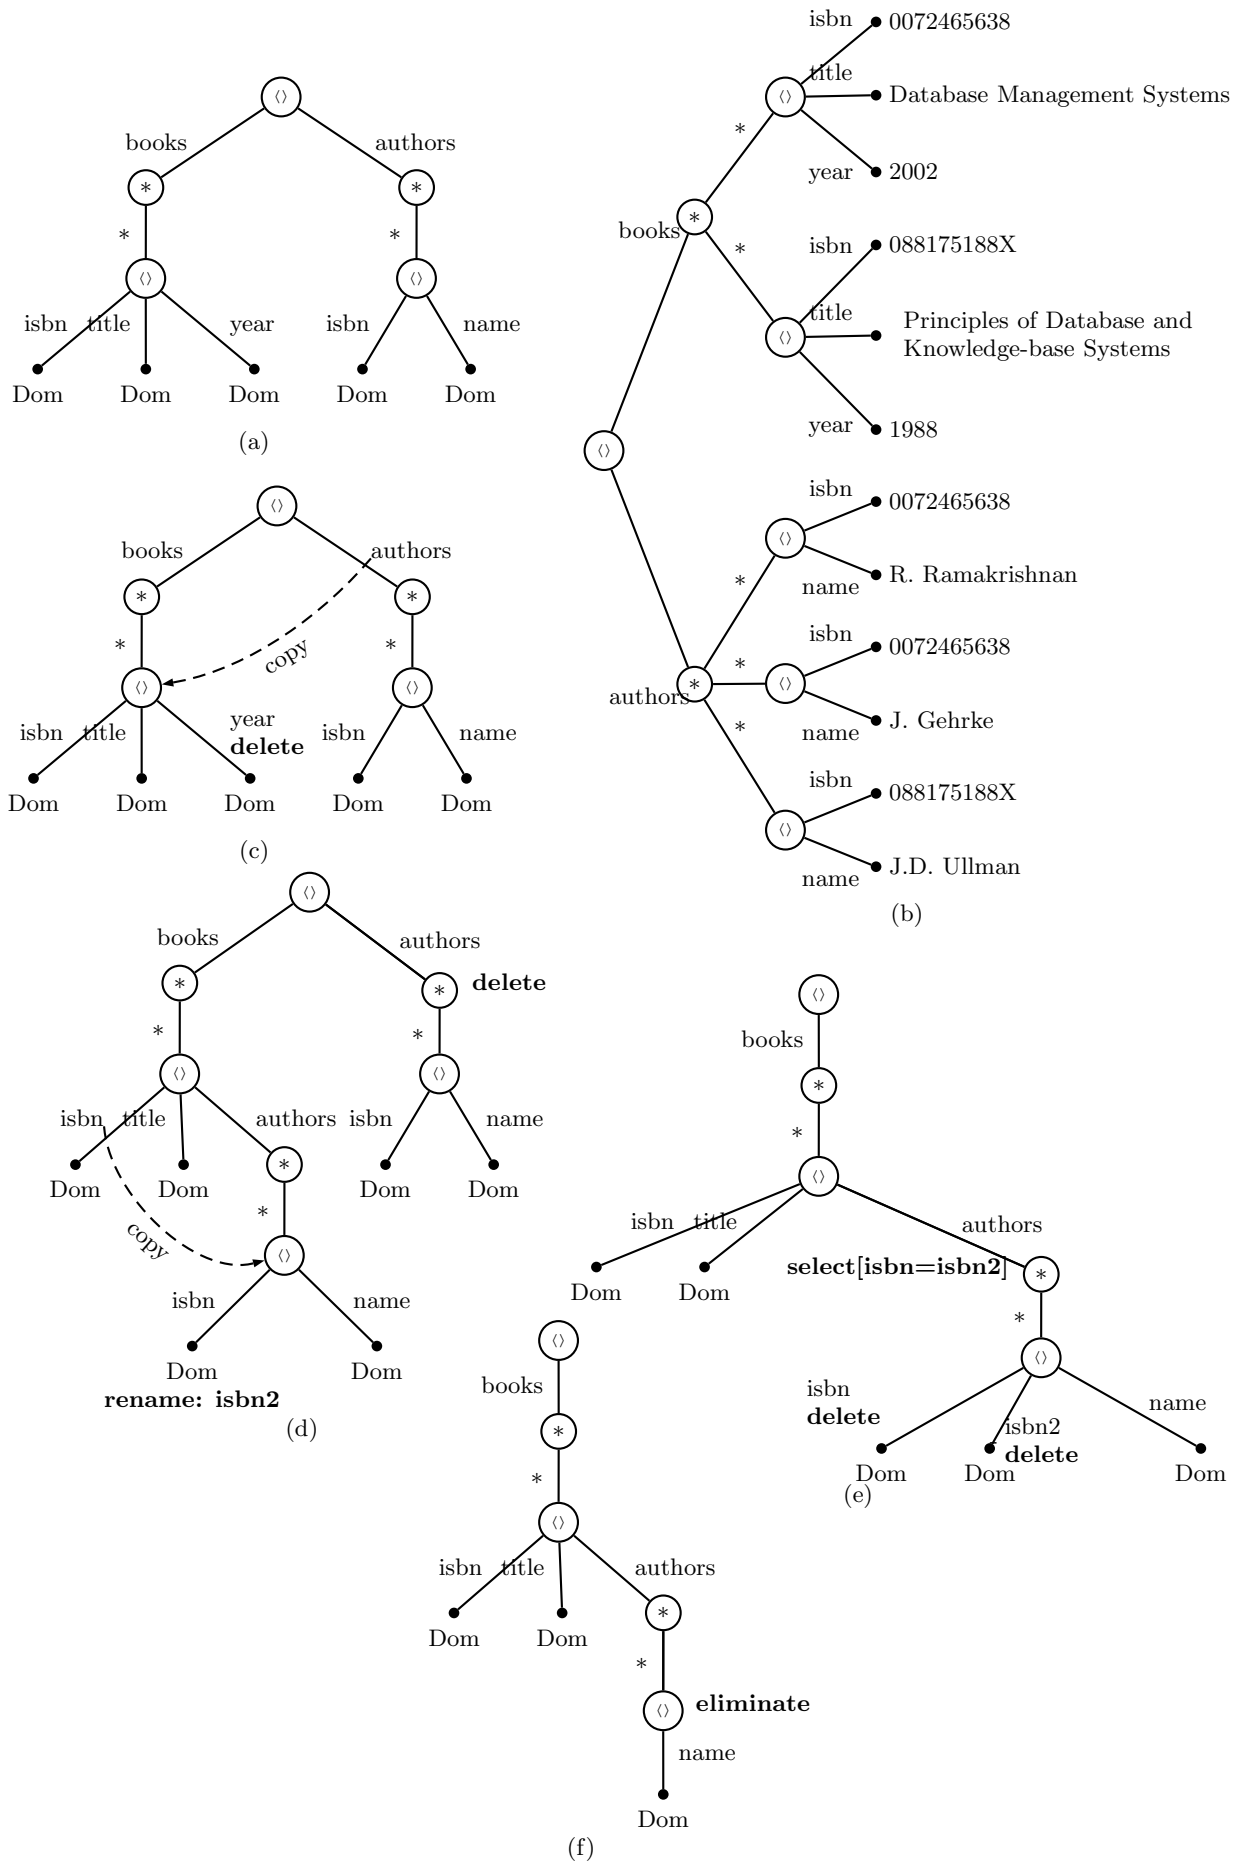 ⟨⟩
books authors
* *
* *
⟨⟩ ⟨⟩
isbn title year isbn name
Dom Dom Dom Dom Dom
(a)
isbn 0072465638
title
⟨⟩ Database Management Systems
*
year 2002
*
books
* isbn 088175188X
title
⟨⟩ Principles of Database and
Knowledge-base Systems
year 1988
⟨⟩
isbn 0072465638
⟨⟩
* name R. Ramakrishnan
isbn 0072465638
* ⟨⟩
*
authors
name J. Gehrke
*
isbn 088175188X
⟨⟩
name J.D. Ullman
(b)
⟨⟩
books authors
* *
* *
copy
⟨⟩ ⟨⟩
isbn title year isbn name
delete
Dom Dom Dom Dom Dom
(c)
⟨⟩
books authors
* * delete
* *
⟨⟩ ⟨⟩
isbn title authors isbn name
*
Dom Dom Dom Dom
*
copy
⟨⟩
isbn name
Dom Dom
rename: isbn2
(d)
⟨⟩
books
*
*
⟨⟩
isbn title authors
select[isbn=isbn2] *
Dom Dom
*
⟨⟩
isbn name
delete
isbn2
delete
Dom Dom Dom
(e)
⟨⟩
books
*
*
⟨⟩
isbn title authors
*
Dom Dom
*
⟨⟩ eliminate
name
Dom
(f)